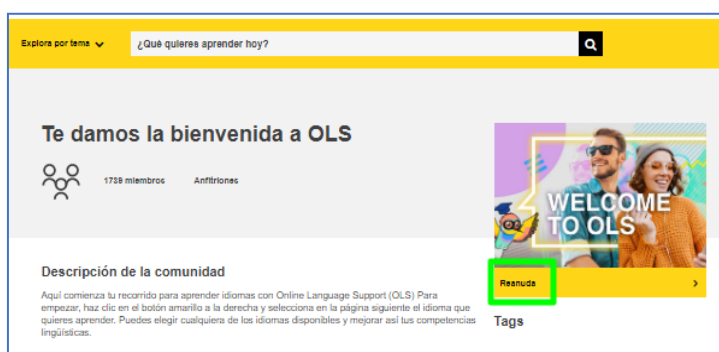 Explora por tema
¿Qué quieres aprender hoy?
Te damos la bienvenida a OLS
1739 miembros
Anfitriones
WELCOME
TO OLS
Reanuda
Descripción de la comunidad
Aquí comienza tu recorrido para aprender idiomas con Online Language Support (OLS) Para
empezar, haz clic en el botón amarillo a la derecha y selecciona en la página siguiente el idioma que
quieres aprender. Puedes elegir cualquiera de los idiomas disponibles y mejorar así tus competencias
lingüísticas.
Tags